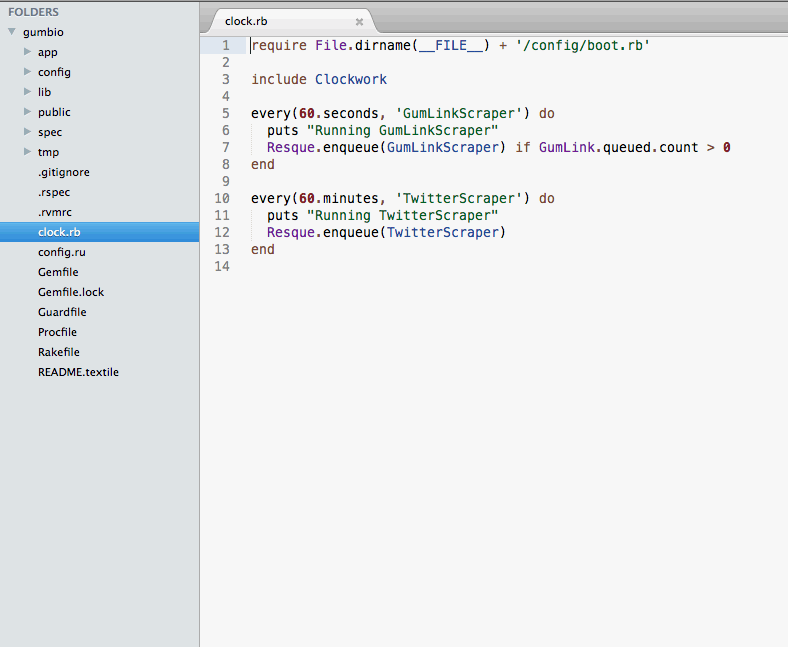 FOLDERS
gumbio
app
config
lib
public
spec
tmp
.gitignore
.rspec
.rvmrc
clock.rb
config.ru
Gemfile
Gemfile.lock
Guardfile
Procfile
Rakefile
README.textile
clock.rb
1 require File.dirname(__FILE__) + '/config/boot.rb'
2
3 include Clockwork
4
5 every(60.seconds, 'GumLinkScraper') do
6   puts "Running GumLinkScraper"
7   Resque.enqueue(GumLinkScraper) if GumLink.queued.count > 0
8 end
9
10 every(60.minutes, 'TwitterScraper') do
11   puts "Running TwitterScraper"
12   Resque.enqueue(TwitterScraper)
13 end
14